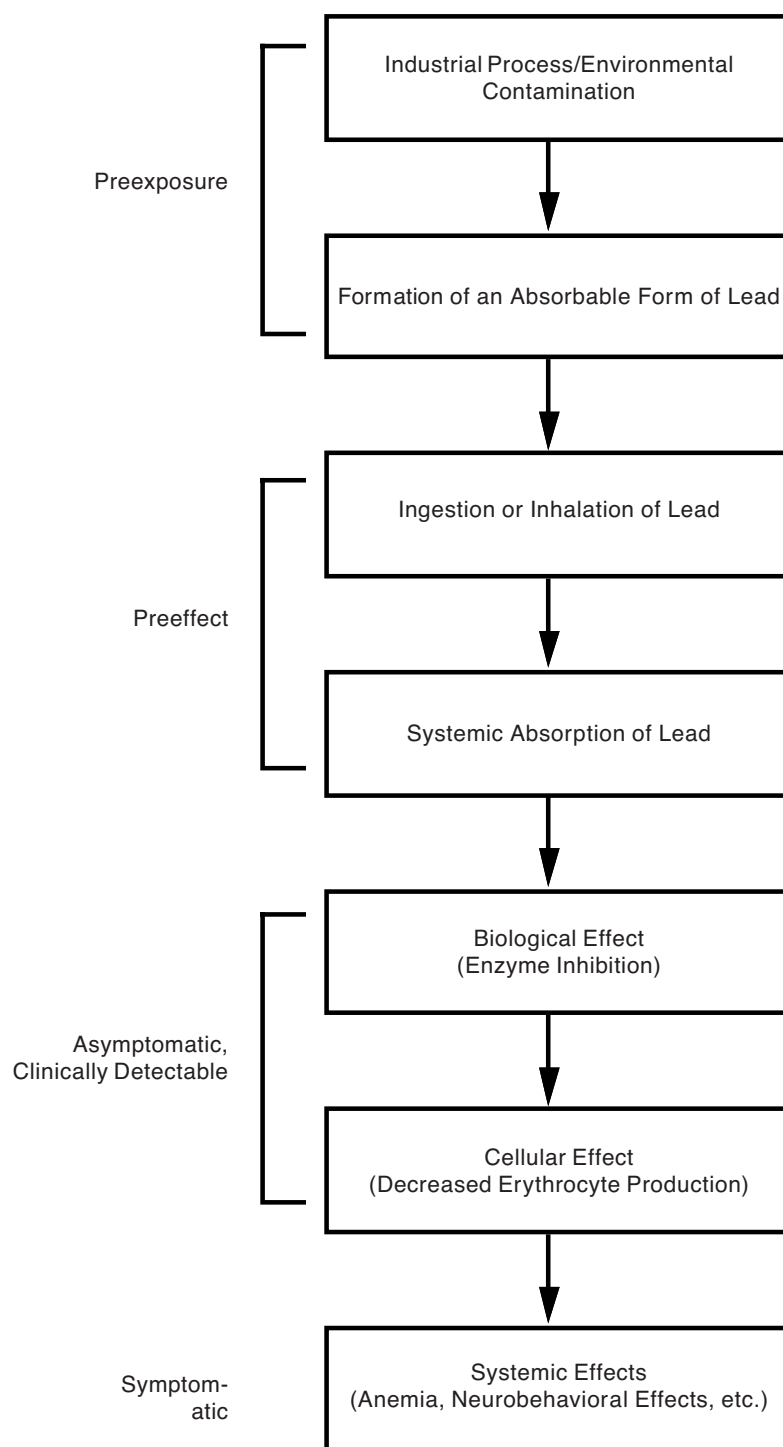 Industrial Process/Environmental
Contamination
Preexposure
Formation of an Absorbable Form of Lead
Ingestion or Inhalation of Lead
Preeffect
Systemic Absorption of Lead
Biological Effect
(Enzyme Inhibition)
Asymptomatic,
Clinically Detectable
Cellular Effect
(Decreased Erythrocyte Production)
Systemic Effects
(Anemia, Neurobehavioral Effects, etc.)
Symptom-
atic